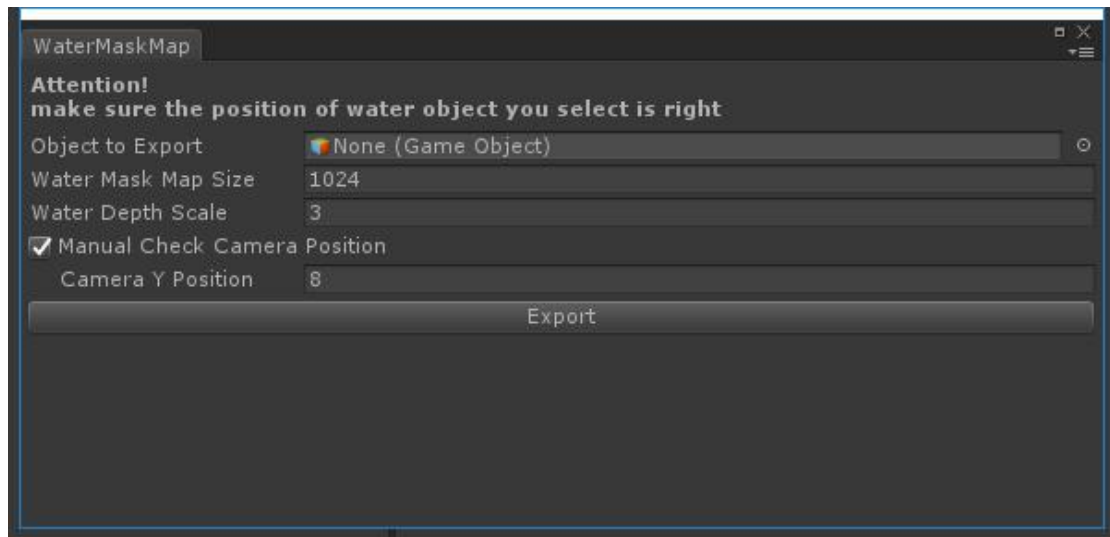 WaterMaskMap
Attention!
make sure the position of water object you select is right
Object to Export None (Game Object)
Water Mask Map Size 1024
Water Depth Scale 3
Manual Check Camera Position
Camera Y Position 8
Export